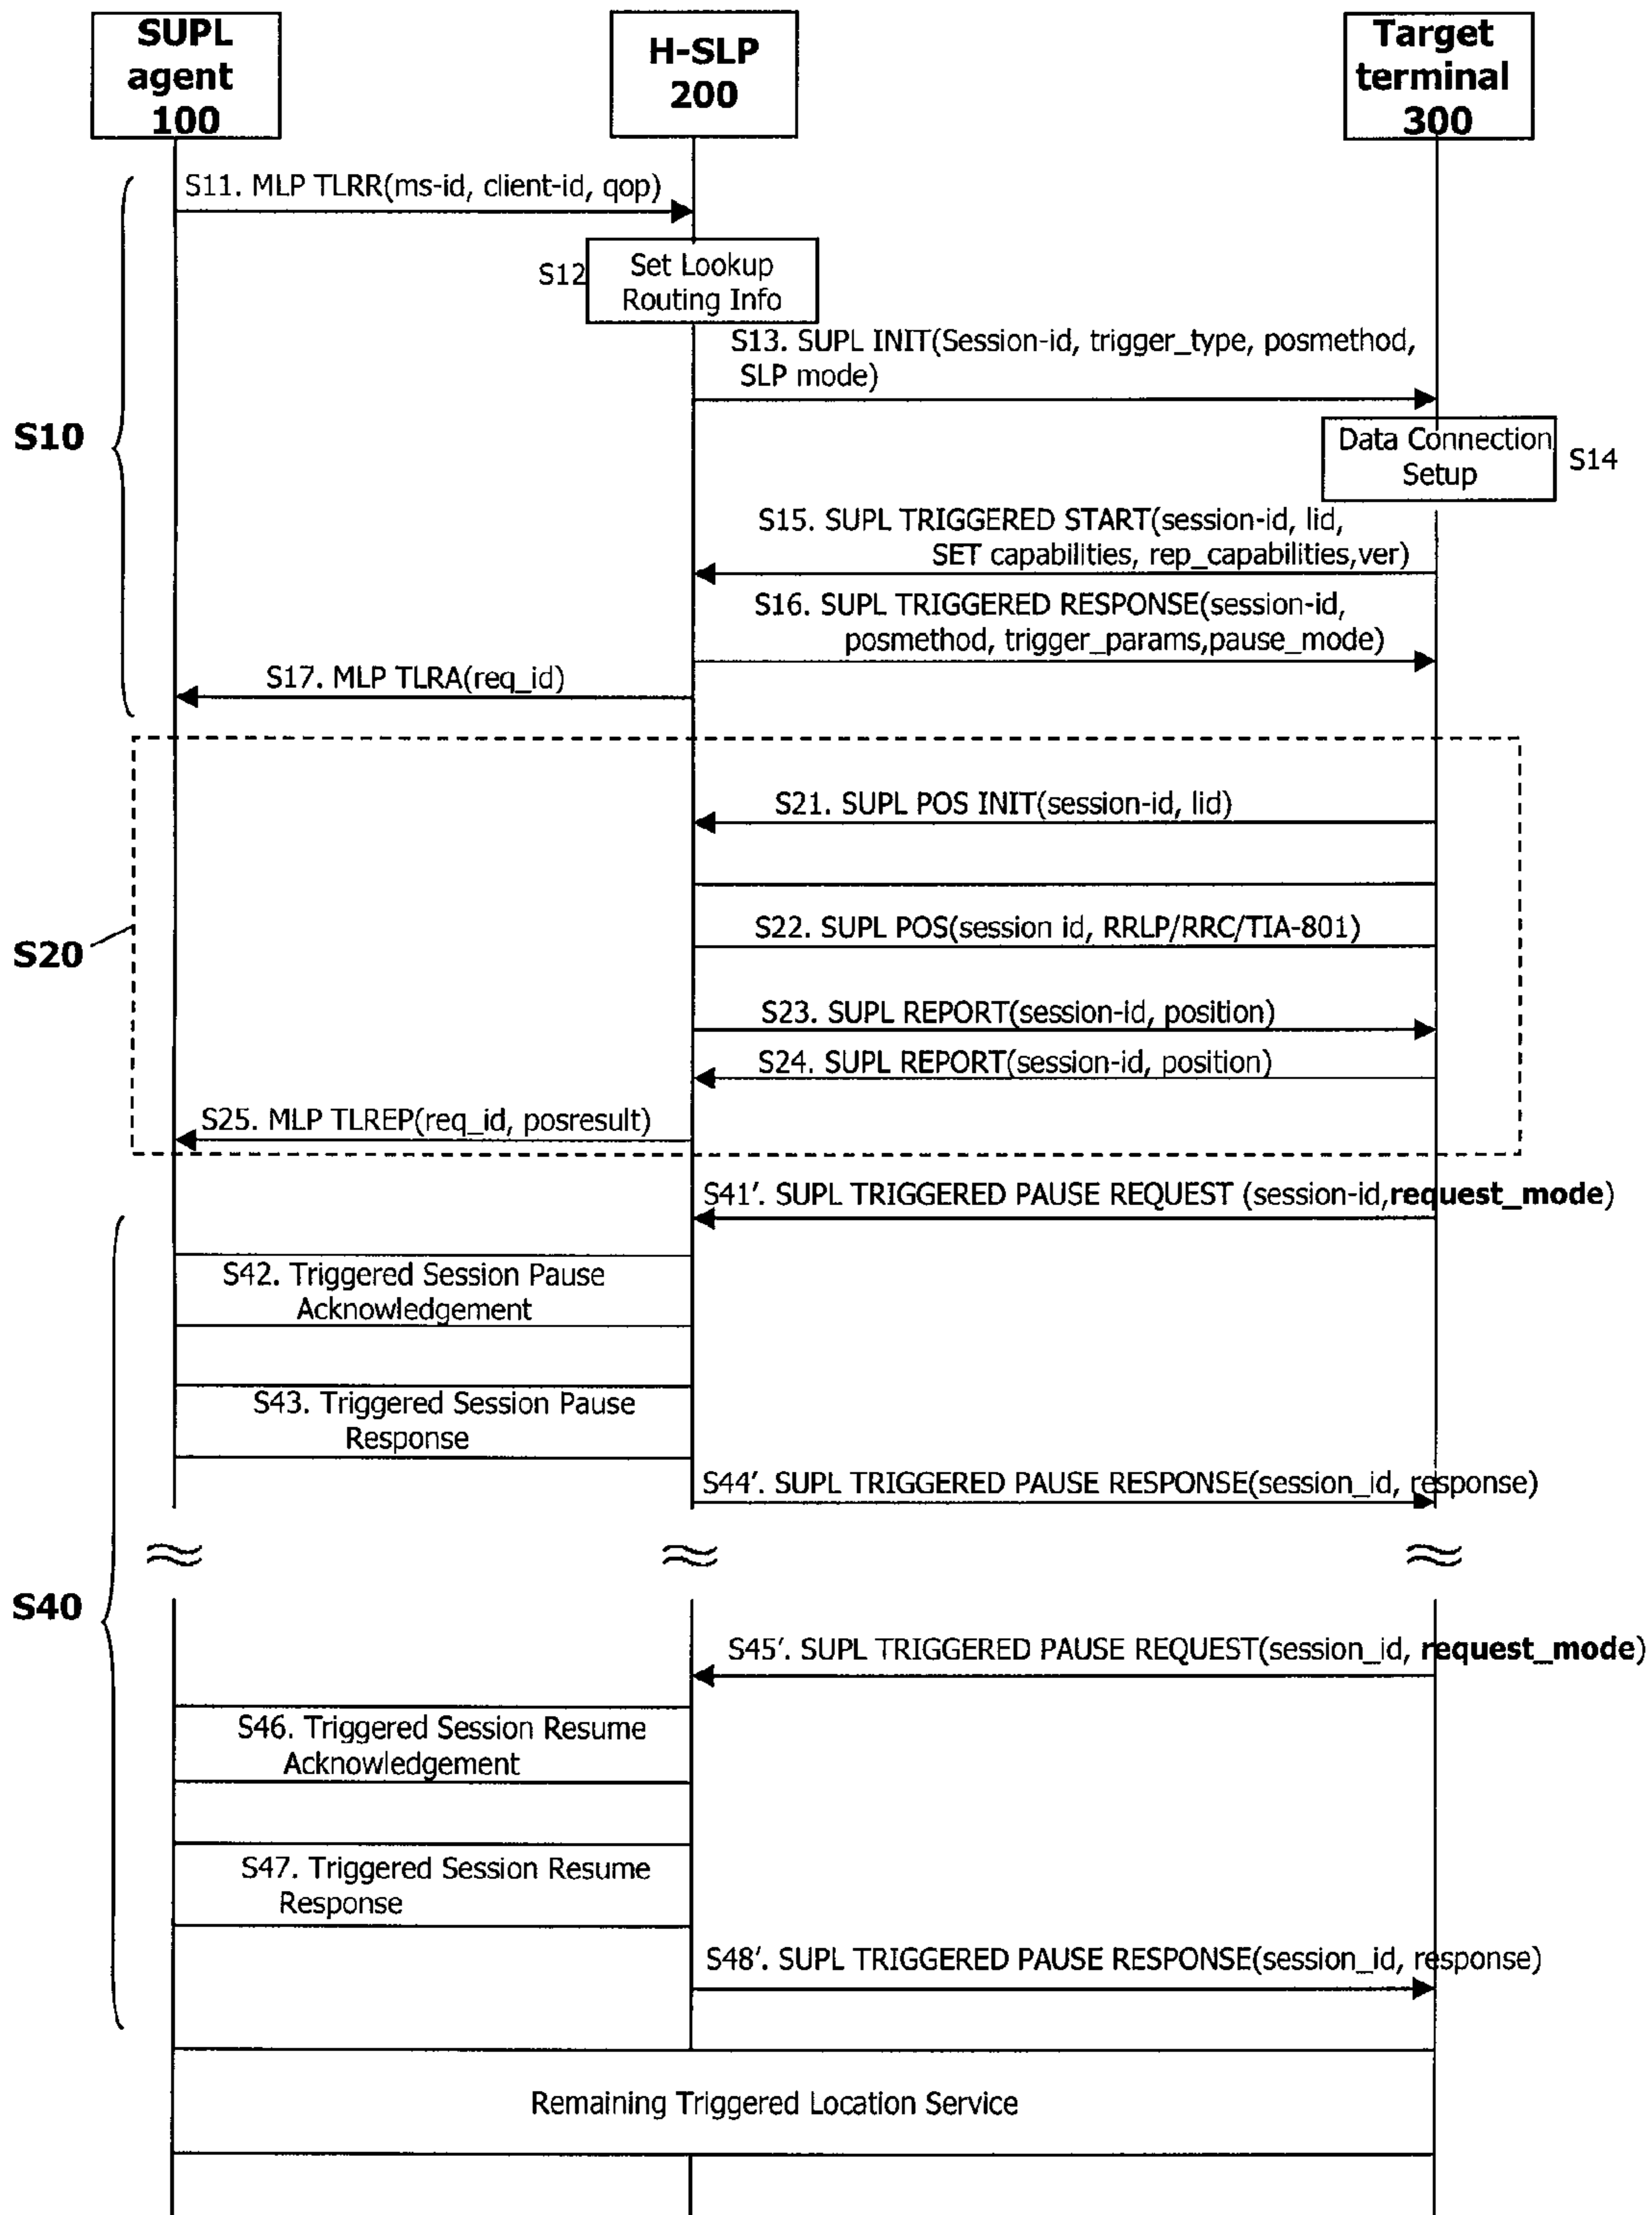 SUPL
agent
100
H-SLP
200
Target
terminal
300
S11. MLP TLRR(ms-id, client-id, qop)
S12
Set Lookup
Routing Info
S13. SUPL INIT(Session-id, trigger_type, posmethod,
SLP mode)
S10
Data Connection
Setup
S14
S15. SUPL TRIGGERED START(session-id, lid,
SET capabilities, rep_capabilities,ver)
S16. SUPL TRIGGERED RESPONSE(session-id,
posmethod, trigger_params,pause_mode)
S17. MLP TLRA(req_id)
S21. SUPL POS INIT(session-id, lid)
S22. SUPL POS(session id, RRLP/RRC/TIA-801)
S20
S23. SUPL REPORT(session-id, position)
S24. SUPL REPORT(session-id, position)
S25. MLP TLREP(req_id, posresult)
S41'. SUPL TRIGGERED PAUSE REQUEST (session-id,request_mode)
S42. Triggered Session Pause
Acknowledgement
S43. Triggered Session Pause
Response
S44'. SUPL TRIGGERED PAUSE RESPONSE(session_id, response)
S40
S45'. SUPL TRIGGERED PAUSE REQUEST(session_id, request_mode)
S46. Triggered Session Resume
Acknowledgement
S47. Triggered Session Resume
Response
S48'. SUPL TRIGGERED PAUSE RESPONSE(session_id, response)
Remaining Triggered Location Service